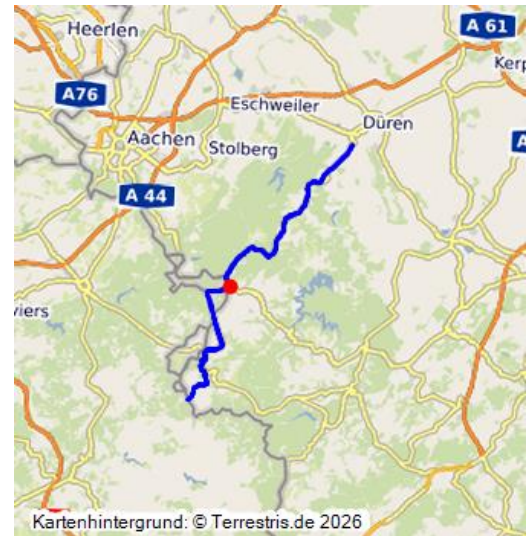 Heerlen
A 61
A76
Kerp
Eschweiler
Düren
Aachen
Stolberg
A
A 44
viers
Kartenhintergrund: © Terrestris.de 2026